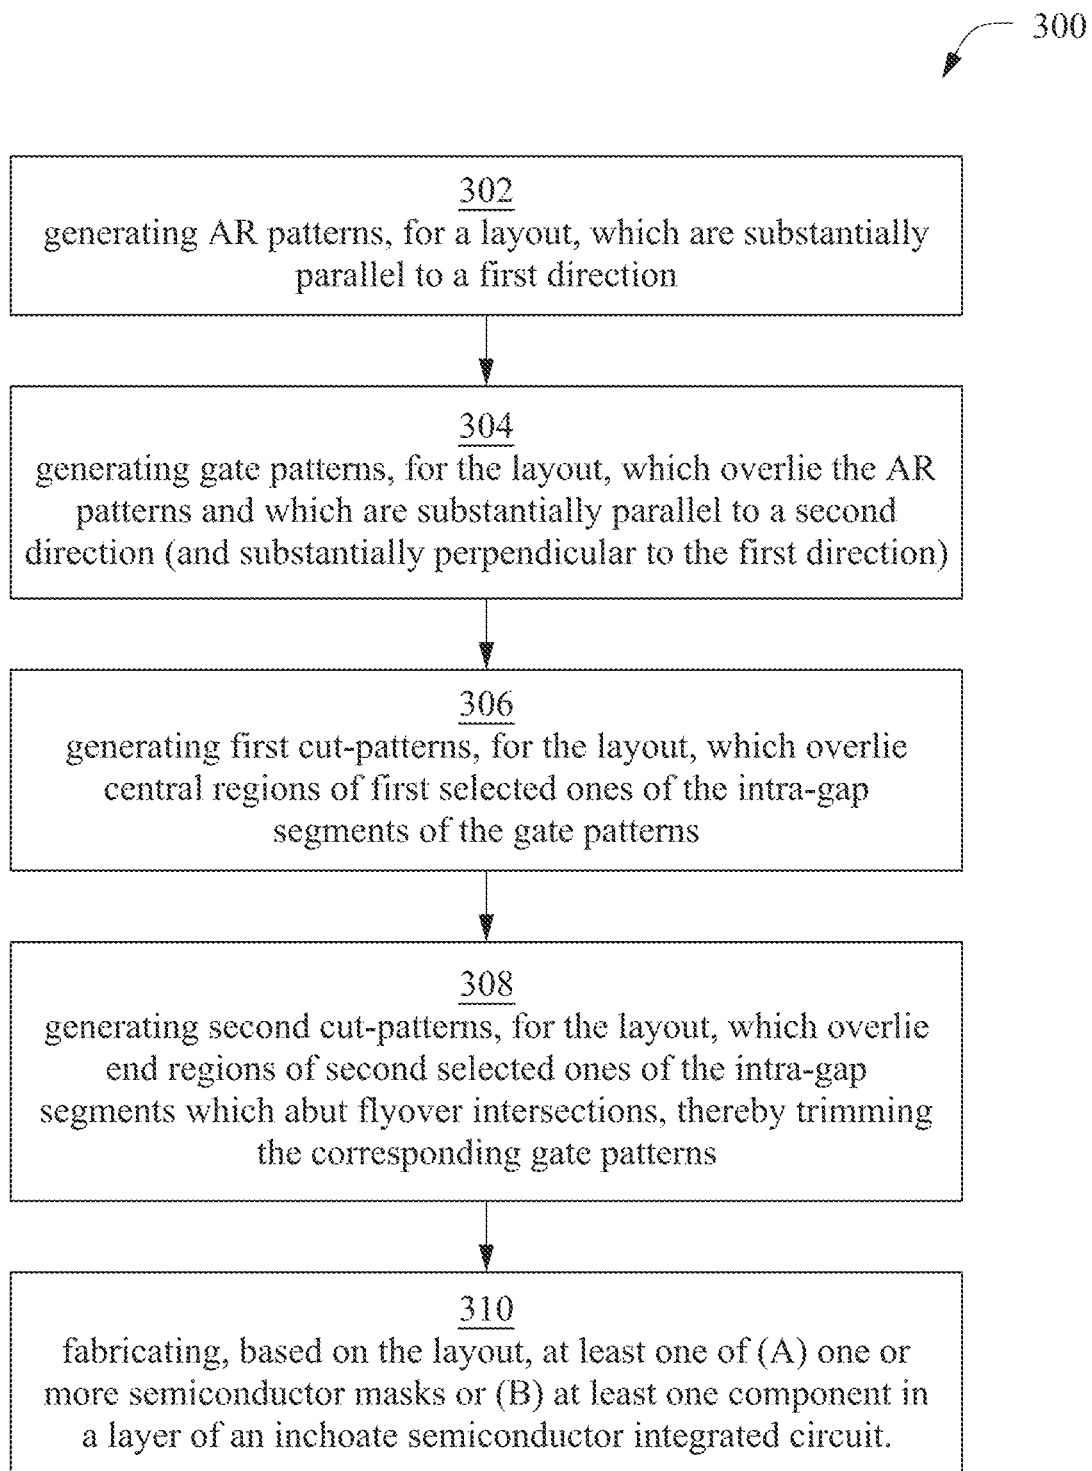 300
302
generating AR patterns, for a layout, which are substantially
parallel to a first direction
304
generating gate patterns, for the layout, which overlie the AR
patterns and which are substantially parallel to a second
direction (and substantially perpendicular to the first direction)
306
generating first cut-patterns, for the layout, which overlie
central regions of first selected ones of the intra-gap
segments of the gate patterns
308
generating second cut-patterns, for the layout, which overlie
end regions of second selected ones of the intra-gap
segments which abut flyover intersections, thereby trimming
the corresponding gate patterns
310
fabricating, based on the layout, at least one of (A) one or
more semiconductor masks or (B) at least one component in
a layer of an inchoate semiconductor integrated circuit.